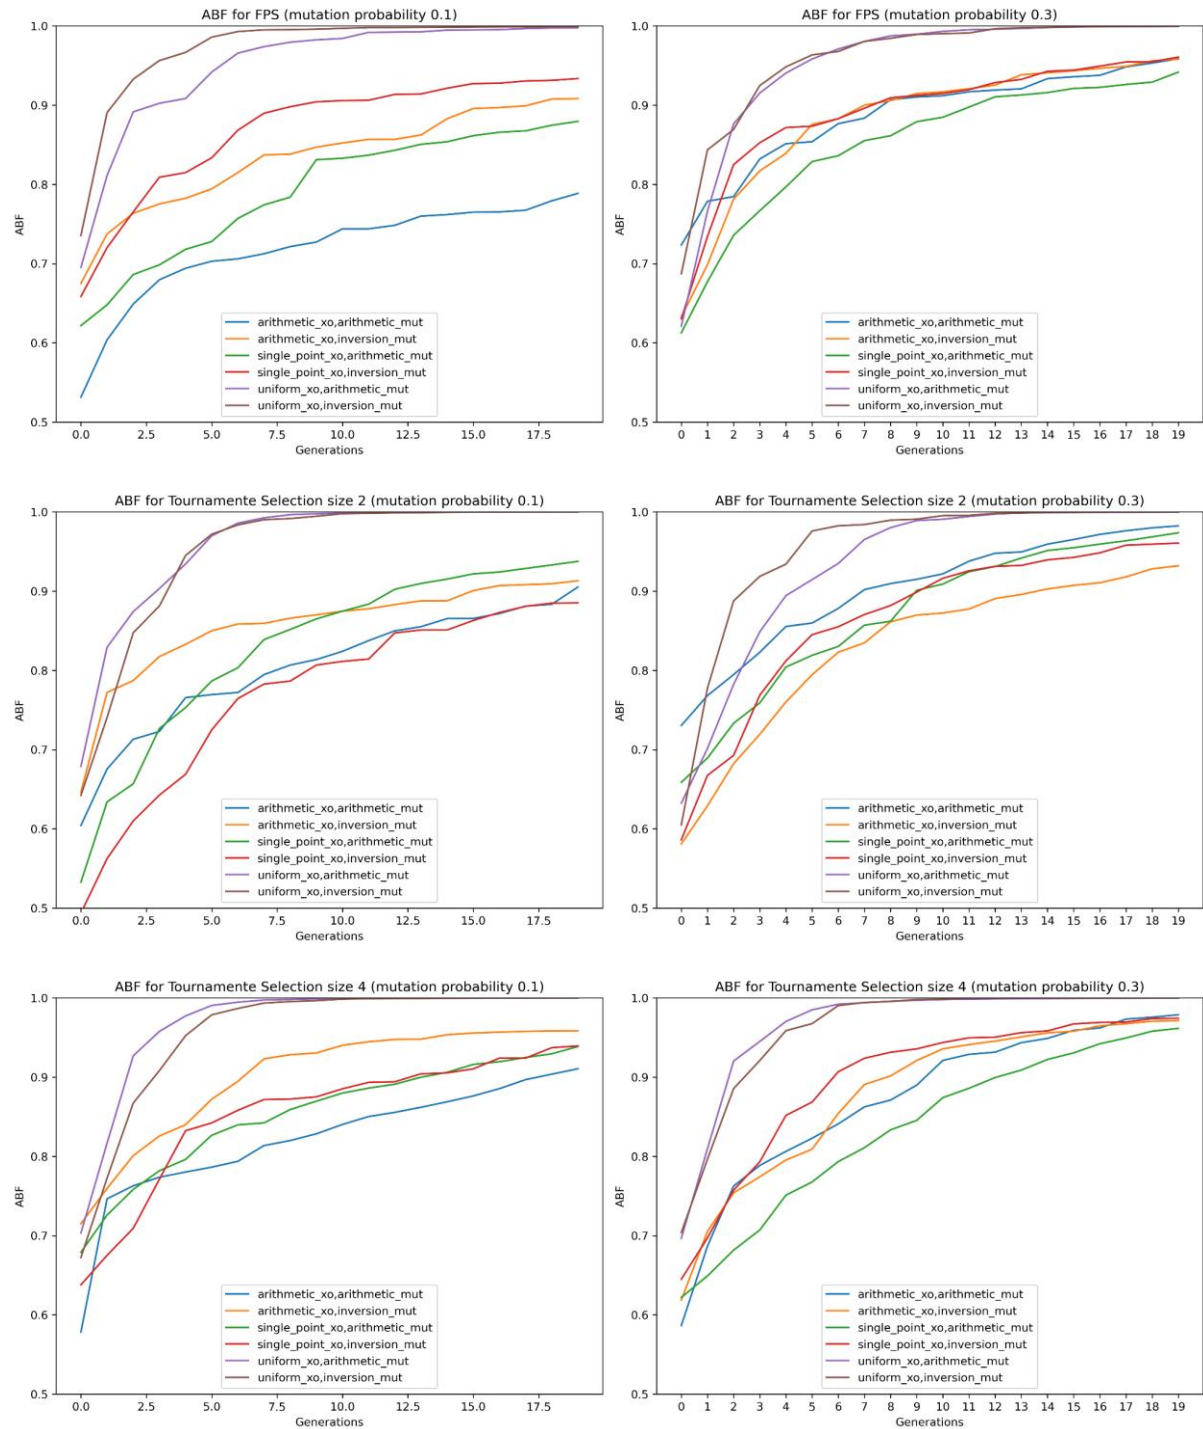 ABF for FPS (mutation probability 0.1)
1.0
0.9
0.8
0.7
0.6
0.5
ABF
arithmetic_xo,arithmetic_mut
arithmetic_xo,inversion_mut
single_point_xo,arithmetic_mut
single_point_xo,inversion_mut
uniform_xo,arithmetic_mut
uniform_xo,inversion_mut
0.0 2.5 5.0 7.5 10.0 12.5 15.0 17.5
Generations
ABF for FPS (mutation probability 0.3)
1.0
0.9
0.8
0.7
0.6
0.5
ABF
arithmetic_xo,arithmetic_mut
arithmetic_xo,inversion_mut
single_point_xo,arithmetic_mut
single_point_xo,inversion_mut
uniform_xo,arithmetic_mut
uniform_xo,inversion_mut
0 1 2 3 4 5 6 7 8 9 10 11 12 13 14 15 16 17 18 19
Generations
ABF for Tournamente Selection size 2 (mutation probability 0.1)
1.0
0.9
0.8
0.7
0.6
0.5
ABF
arithmetic_xo,arithmetic_mut
arithmetic_xo,inversion_mut
single_point_xo,arithmetic_mut
single_point_xo,inversion_mut
uniform_xo,arithmetic_mut
uniform_xo,inversion_mut
0.0 2.5 5.0 7.5 10.0 12.5 15.0 17.5
Generations
ABF for Tournamente Selection size 2 (mutation probability 0.3)
1.0
0.9
0.8
0.7
0.6
0.5
ABF
arithmetic_xo,arithmetic_mut
arithmetic_xo,inversion_mut
single_point_xo,arithmetic_mut
single_point_xo,inversion_mut
uniform_xo,arithmetic_mut
uniform_xo,inversion_mut
0 1 2 3 4 5 6 7 8 9 10 11 12 13 14 15 16 17 18 19
Generations
ABF for Tournamente Selection size 4 (mutation probability 0.1)
1.0
0.9
0.8
0.7
0.6
0.5
ABF
arithmetic_xo,arithmetic_mut
arithmetic_xo,inversion_mut
single_point_xo,arithmetic_mut
single_point_xo,inversion_mut
uniform_xo,arithmetic_mut
uniform_xo,inversion_mut
0.0 2.5 5.0 7.5 10.0 12.5 15.0 17.5
Generations
ABF for Tournamente Selection size 4 (mutation probability 0.3)
1.0
0.9
0.8
0.7
0.6
0.5
ABF
arithmetic_xo,arithmetic_mut
arithmetic_xo,inversion_mut
single_point_xo,arithmetic_mut
single_point_xo,inversion_mut
uniform_xo,arithmetic_mut
uniform_xo,inversion_mut
0 1 2 3 4 5 6 7 8 9 10 11 12 13 14 15 16 17 18 19
Generations